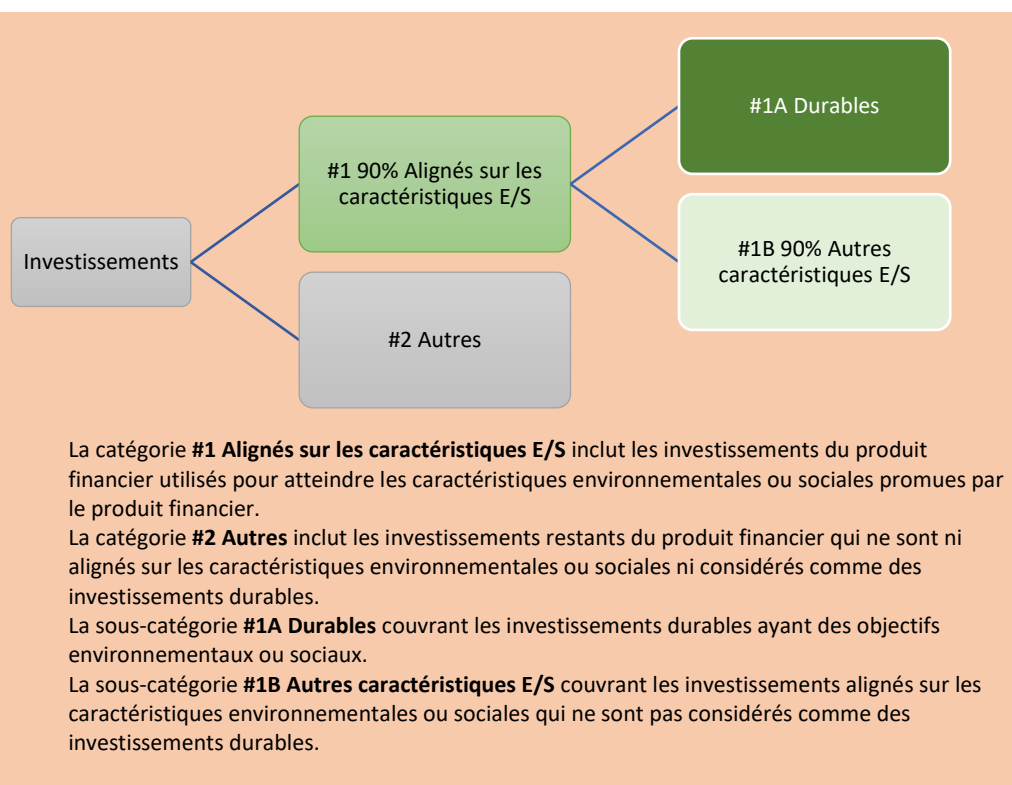 #1A Durables
#1 90% Alignés sur les
caractéristiques E/S
#1B 90% Autres
caractéristiques E/S
Investissements
#2 Autres
La catégorie #1 Alignés sur les caractéristiques E/S inclut les investissements du produit
financier utilisés pour atteindre les caractéristiques environnementales ou sociales promues par
le produit financier.
La catégorie #2 Autres inclut les investissements restants du produit financier qui ne sont ni
alignés sur les caractéristiques environnementales ou sociales ni considérés comme des
investissements durables.
La sous-catégorie #1A Durables couvrant les investissements durables ayant des objectifs
environnementaux ou sociaux.
La sous-catégorie #1B Autres caractéristiques E/S couvrant les investissements alignés sur les
caractéristiques environnementales ou sociales qui ne sont pas considérés comme des
investissements durables.